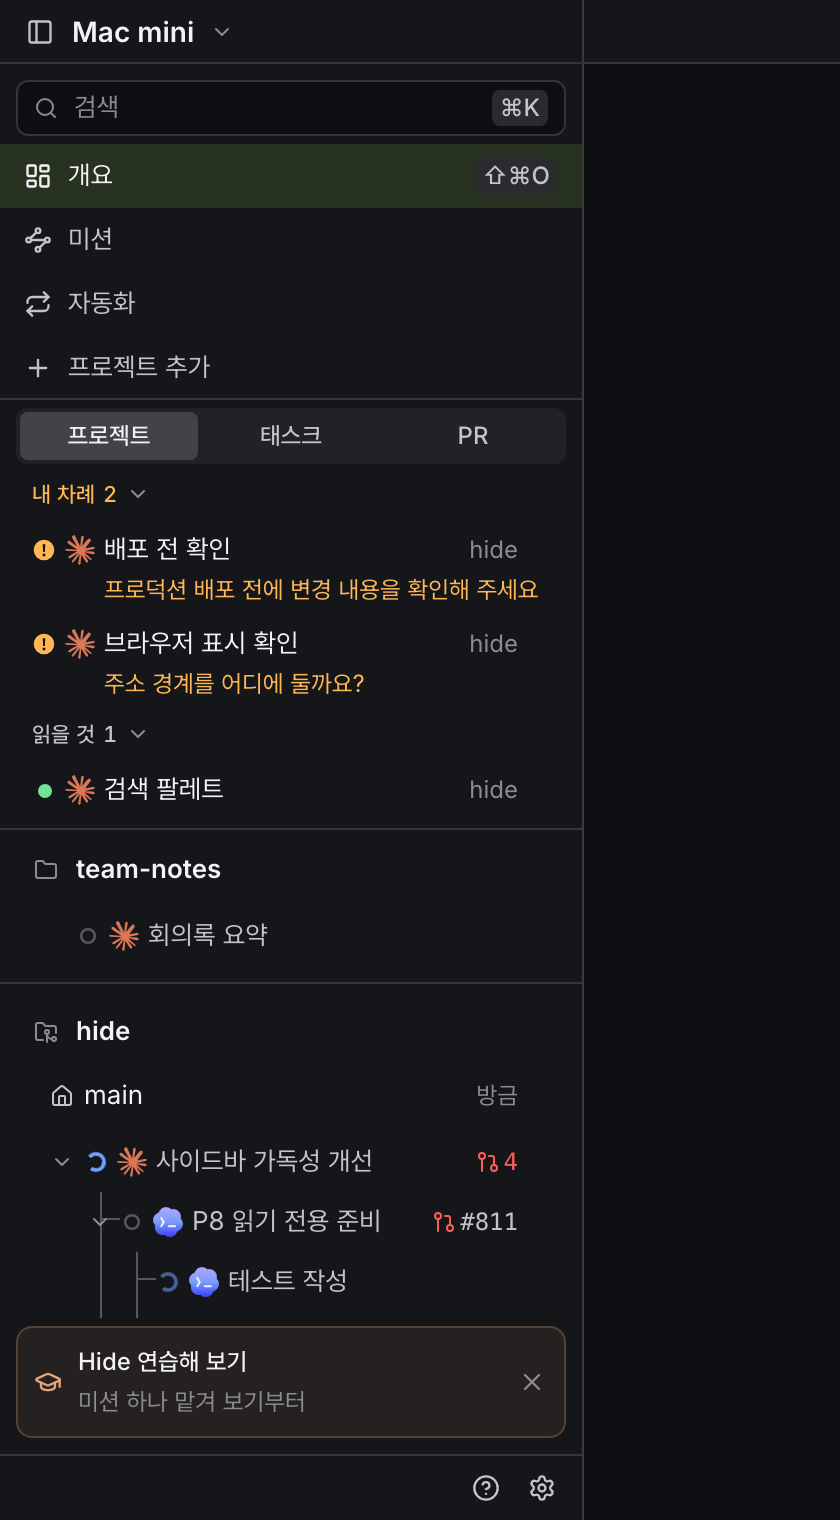 Mac mini
검색 ⌘K
개요 ⇧⌘O
미션
자동화
프로젝트 추가
프로젝트 태스크 PR
내 차례 2
배포 전 확인 hide
프로덕션 배포 전에 변경 내용을 확인해 주세요
브라우저 표시 확인 hide
주소 경계를 어디에 둘까요?
읽을 것 1
검색 팔레트 hide
team-notes
회의록 요약
hide
main 방금
사이드바 가독성 개선 4
P8 읽기 전용 준비 #811
테스트 작성
Hide 연습해 보기
미션 하나 맡겨 보기부터